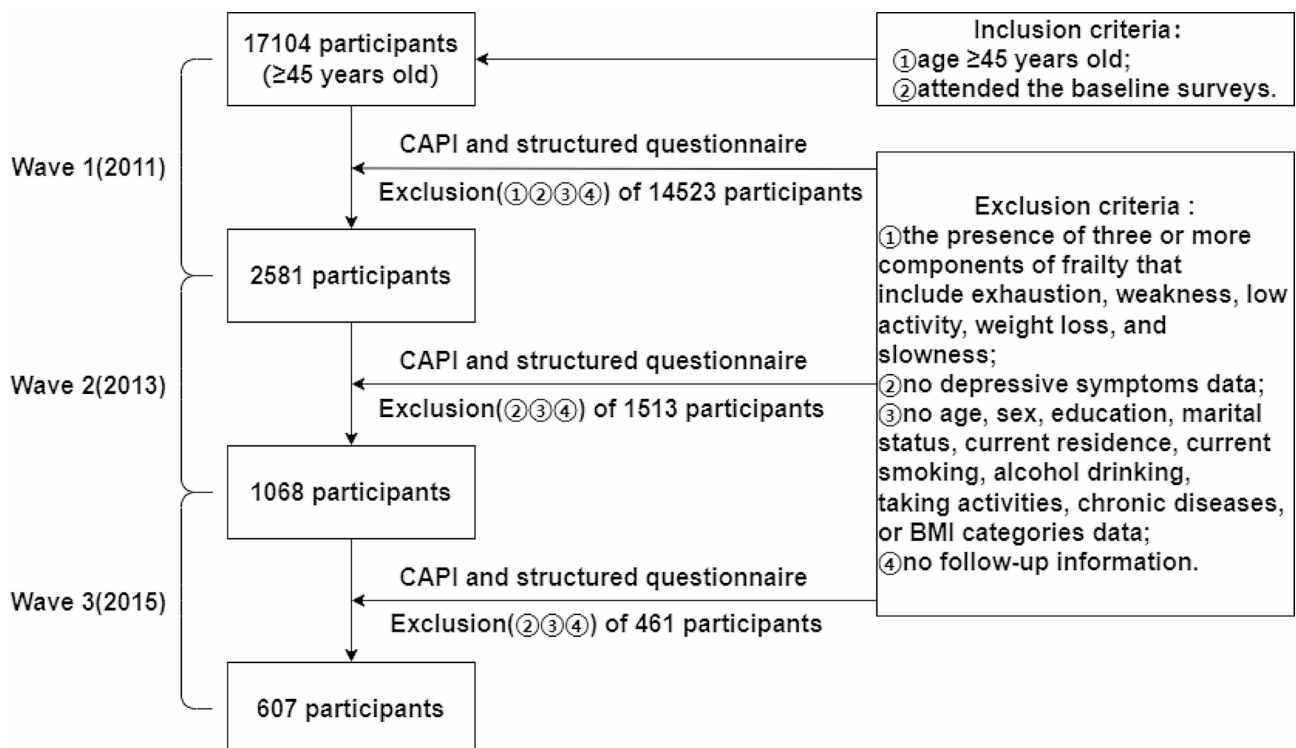 17104 participants
(≥45 years old)
Inclusion criteria:
①age ≥45 years old;
②attended the baseline surveys.
Wave 1(2011)
CAPI and structured questionnaire
Exclusion(①②③④) of 14523 participants
2581 participants
Exclusion criteria :
①the presence of three or more
components of frailty that
include exhaustion, weakness, low
activity, weight loss, and
slowness;
②no depressive symptoms data;
③no age, sex, education, marital
status, current residence, current
smoking, alcohol drinking,
taking activities, chronic diseases,
or BMI categories data;
④no follow-up information.
Wave 2(2013)
CAPI and structured questionnaire
Exclusion(②③④) of 1513 participants
1068 participants
Wave 3(2015)
CAPI and structured questionnaire
Exclusion(②③④) of 461 participants
607 participants